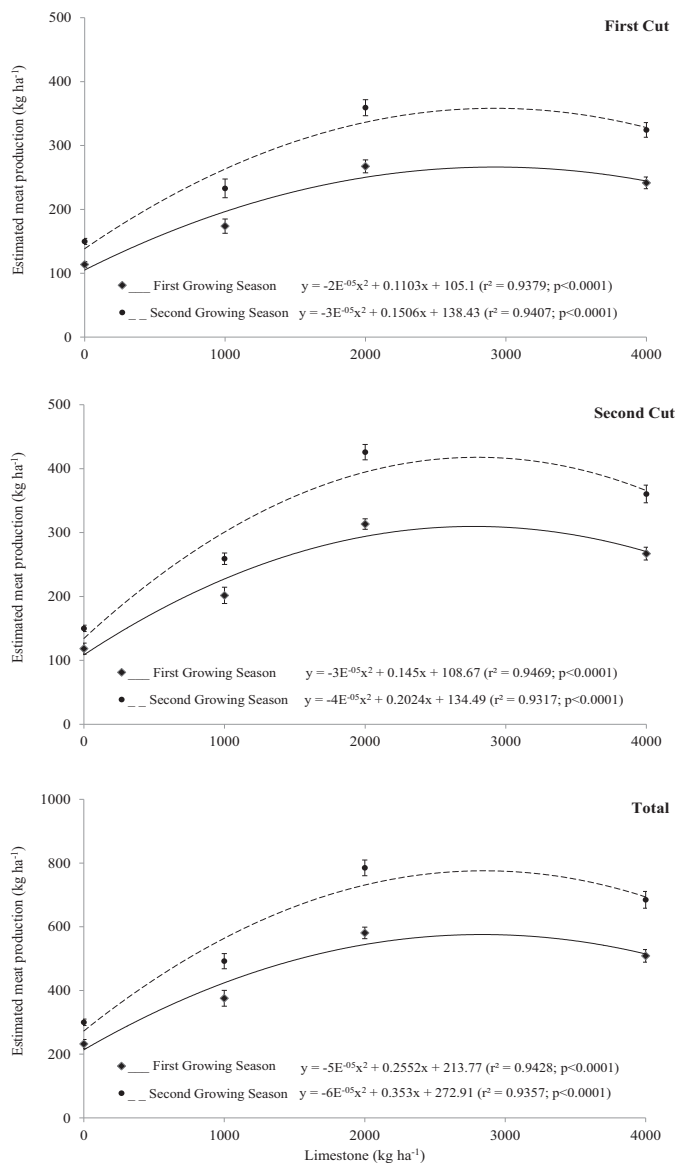 First Cut
Estimated meat production (kg ha⁻¹)
500
400
300
200
100
0
___ First Growing Season y = -2E⁻⁰⁵x² + 0.1103x + 105.1 (r² = 0.9379; p<0.0001)
_ _ Second Growing Season y = -3E⁻⁰⁵x² + 0.1506x + 138.43 (r² = 0.9407; p<0.0001)
0 1000 2000 3000 4000
Second Cut
Estimated meat production (kg ha⁻¹)
500
400
300
200
100
0
___ First Growing Season y = -3E⁻⁰⁵x² + 0.145x + 108.67 (r² = 0.9469; p<0.0001)
_ _ Second Growing Season y = -4E⁻⁰⁵x² + 0.2024x + 134.49 (r² = 0.9317; p<0.0001)
0 1000 2000 3000 4000
Total
Estimated meat production (kg ha⁻¹)
1000
800
600
400
200
0
___ First Growing Season y = -5E⁻⁰⁵x² + 0.2552x + 213.77 (r² = 0.9428; p<0.0001)
_ _ Second Growing Season y = -6E⁻⁰⁵x² + 0.353x + 272.91 (r² = 0.9357; p<0.0001)
0 1000 2000 3000 4000
Limestone (kg ha⁻¹)